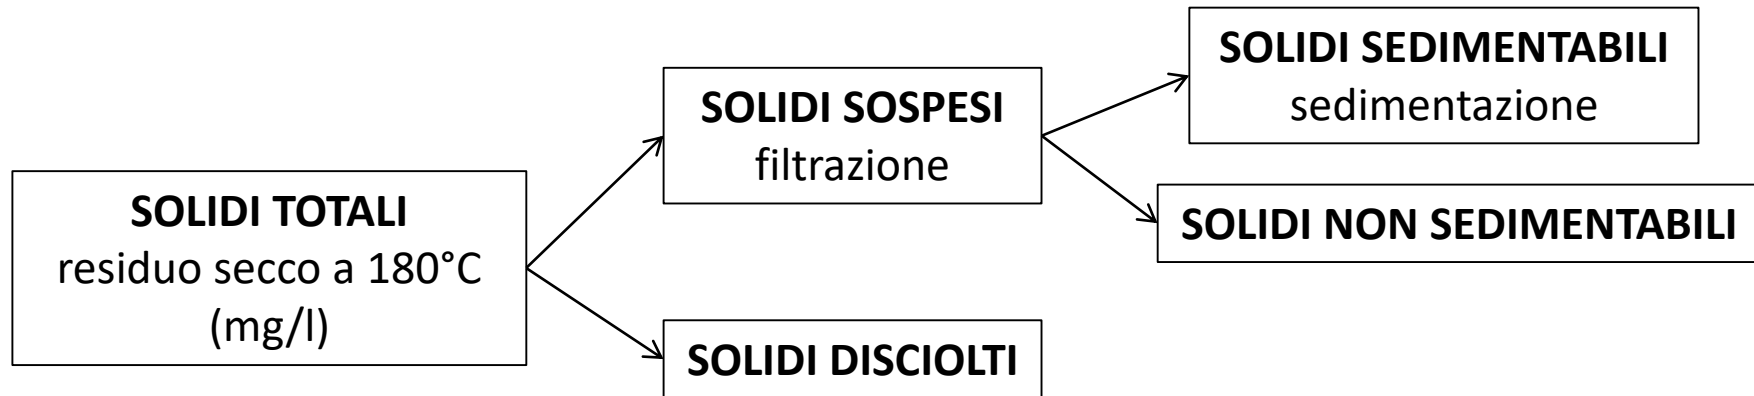 SOLIDI TOTALI
residuo secco a 180°C
(mg/l)
SOLIDI SOSPESI
filtrazione
SOLIDI DISCIOLTI
SOLIDI SEDIMENTABILI
sedimentazione
SOLIDI NON SEDIMENTABILI